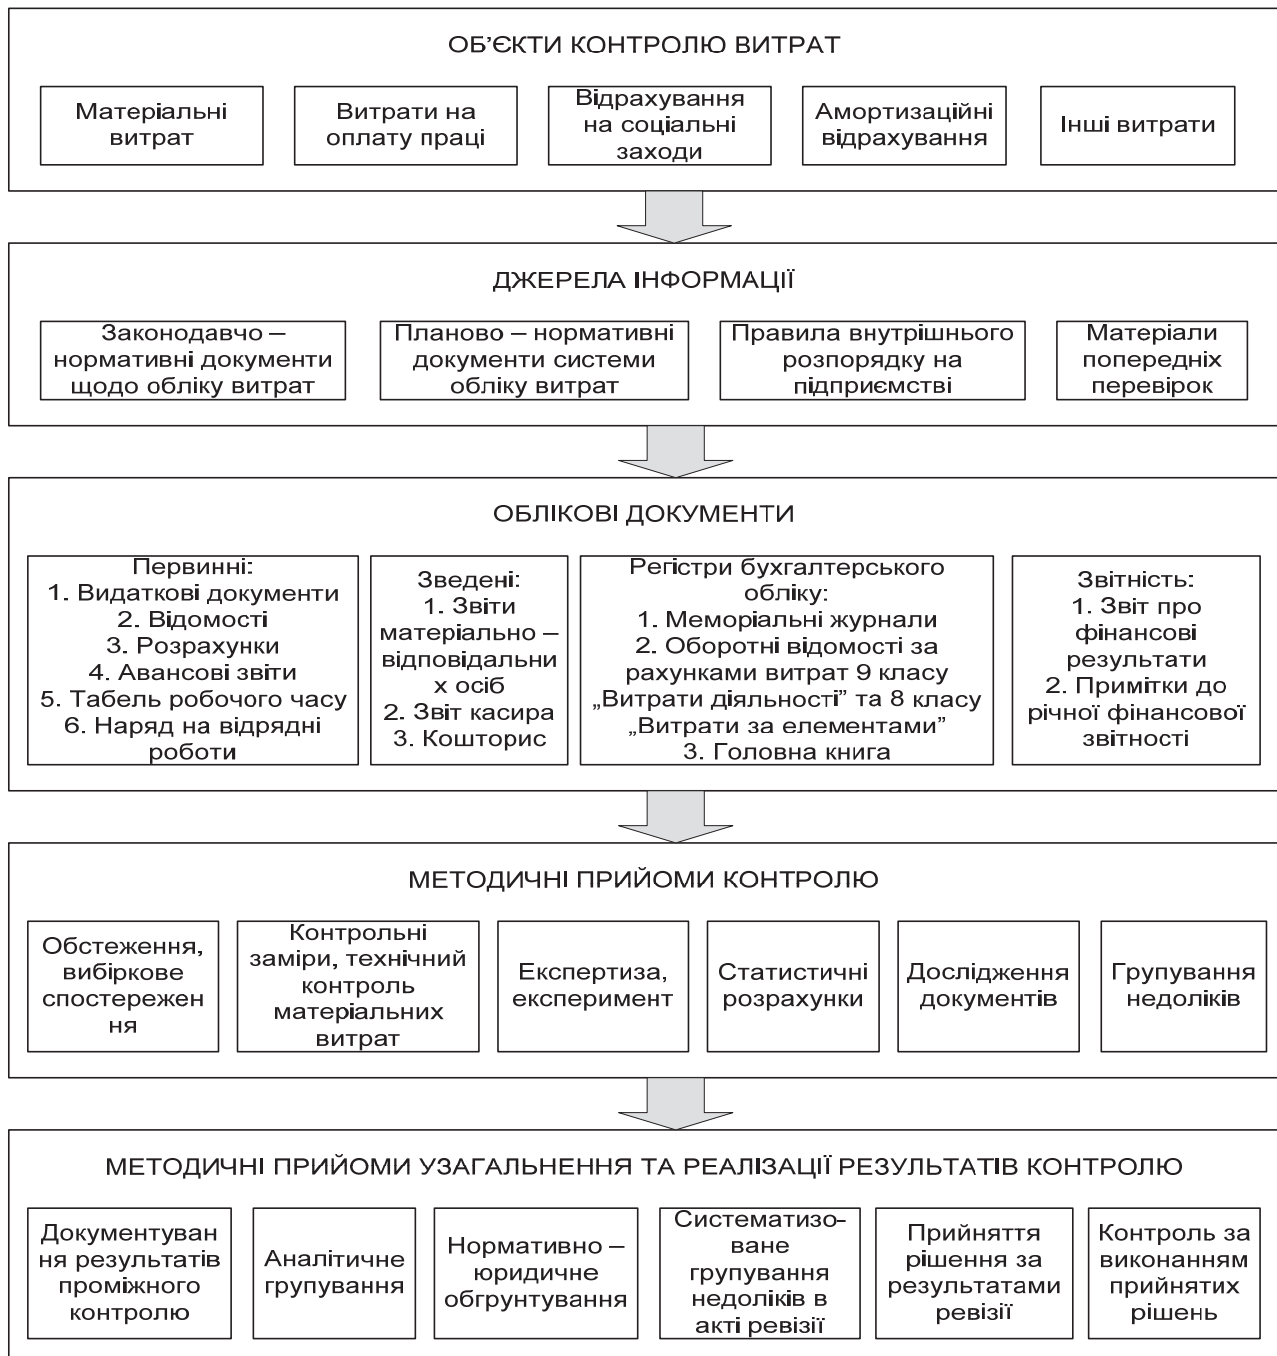 ОБ’ЄКТИ КОНТРОЛЮ ВИТРАТ
Матеріальні
витрат
Витрати на
оплату праці
Відрахування
на соціальні
заходи
Амортизаційні
відрахування
Інші витрати
ДЖЕРЕЛА ІНФОРМАЦІЇ
Законодавчо –
нормативні документи
щодо обліку витрат
Планово – нормативні
документи системи
обліку витрат
Правила внутрішнього
розпорядку на
підприємстві
Матеріали
попередніх
перевірок
ОБЛІКОВІ ДОКУМЕНТИ
Первинні:
1. Видаткові документи
2. Відомості
3. Розрахунки
4. Авансові звіти
5. Табель робочого часу
6. Наряд на відрядні
роботи
Зведені:
1. Звіти
матеріально –
відповідальни
х осіб
2. Звіт касира
3. Кошторис
Регістри бухгалтерського
обліку:
1. Меморіальні журнали
2. Оборотні відомості за
рахунками витрат 9 класу
„Витрати діяльності” та 8 класу
„Витрати за елементами”
3. Головна книга
Звітність:
1. Звіт про
фінансові
результати
2. Примітки до
річної фінансової
звітності
МЕТОДИЧНІ ПРИЙОМИ КОНТРОЛЮ
Обстеження,
вибіркове
спостережен
ня
Контрольні
заміри, технічний
контроль
матеріальних
витрат
Експертиза,
експеримент
Статистичні
розрахунки
Дослідження
документів
Групування
недоліків
МЕТОДИЧНІ ПРИЙОМИ УЗАГАЛЬНЕННЯ ТА РЕАЛІЗАЦІЇ РЕЗУЛЬТАТІВ КОНТРОЛЮ
Документуван
ня результатів
проміжного
контролю
Аналітичне
групування
Нормативно –
юридичне
обгрунтування
Систематизо-
ване
групування
недоліків в
акті ревізії
Прийняття
рішення за
результатами
ревізії
Контроль за
виконанням
прийнятих
рішень